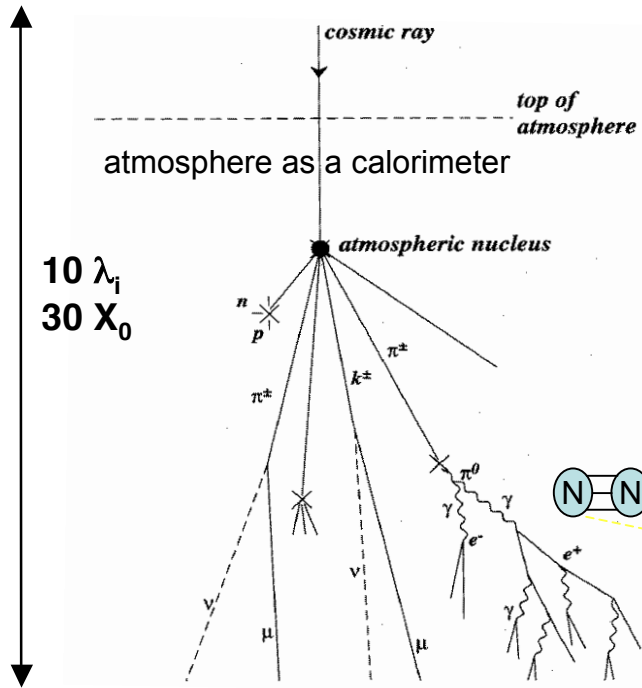 cosmic ray
top of
atmosphere
atmosphere as a calorimeter
atmospheric nucleus
10 λi
30 X0
n
p
π±
k±
π±
π0
γ
γ
N N
e-
e+
ν
ν
γ
μ
μ